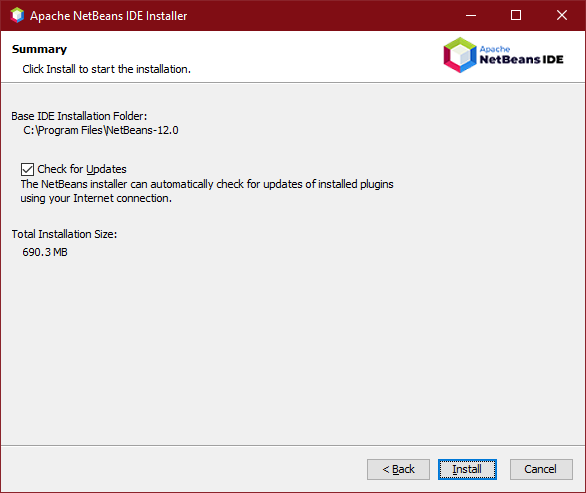 Apache NetBeans IDE Installer
Summary
Click Install to start the installation.
Apache
NetBeans IDE
Base IDE Installation Folder:
C:\Program Files\NetBeans-12.0
Check for Updates
The NetBeans installer can automatically check for updates of installed plugins
using your Internet connection.
Total Installation Size:
690.3 MB
< Back Install Cancel